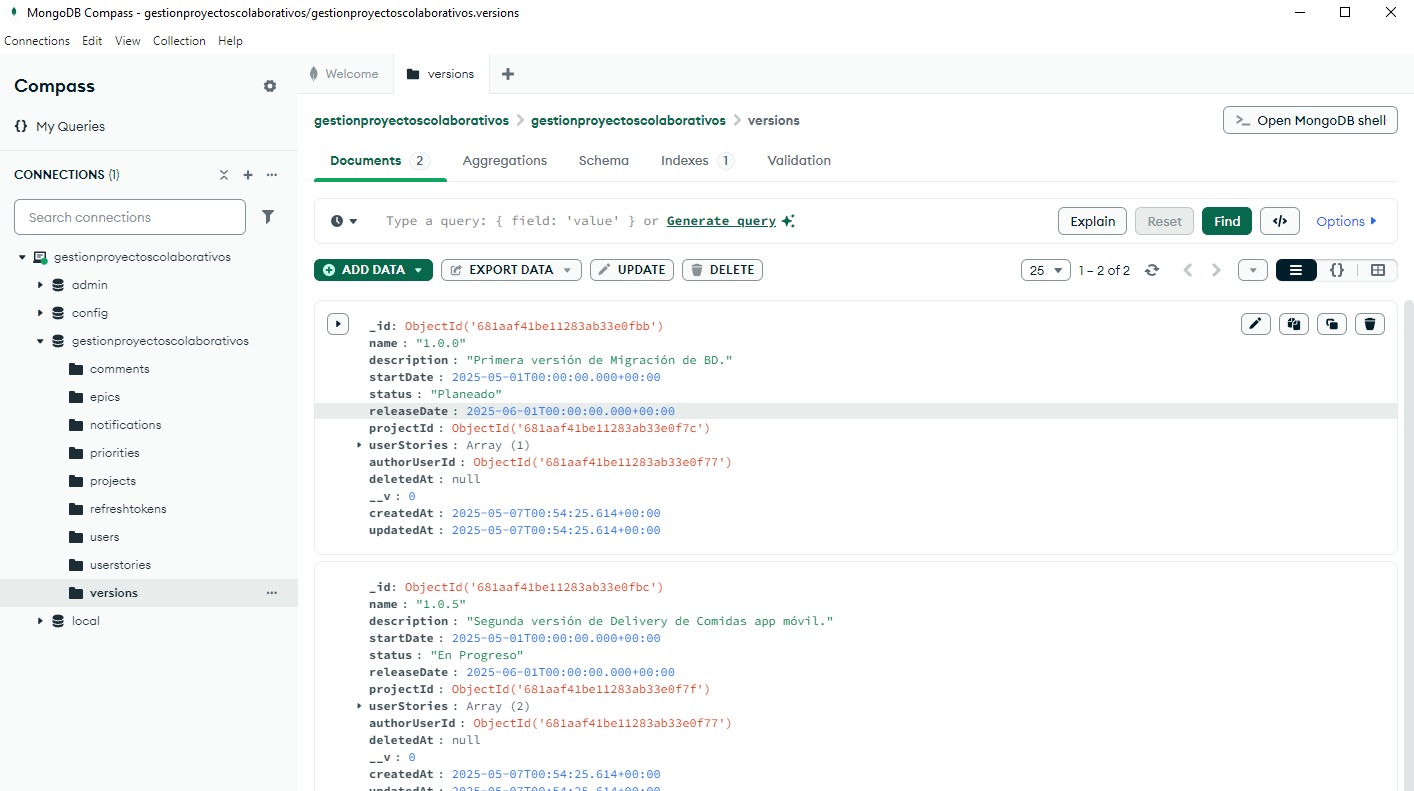 MongoDB Compass - gestionproyectoscolaborativos/gestionproyectoscolaborativos.versions
Connections Edit View Collection Help
Compass
{} My Queries
CONNECTIONS (1)
Search connections
gestionproyectoscolaborativos
admin
config
gestionproyectoscolaborativos
comments
epics
notifications
priorities
projects
refreshtokens
users
userstories
versions
local
Welcome versions
gestionproyectoscolaborativos > gestionproyectoscolaborativos > versions
>_ Open MongoDB shell
Documents 2 Aggregations Schema Indexes 1 Validation
Type a query: { field: 'value' } or Generate query
Explain Reset Find </> Options
ADD DATA EXPORT DATA UPDATE DELETE
25 1 – 2 of 2 {}
_id: ObjectId('681aaf41be11283ab33e0fbb')
name : "1.0.0"
description : "Primera versión de Migración de BD."
startDate : 2025-05-01T00:00:00.000+00:00
status : "Planeado"
releaseDate : 2025-06-01T00:00:00.000+00:00
projectId : ObjectId('681aaf41be11283ab33e0f7c')
userStories : Array (1)
authorUserId : ObjectId('681aaf41be11283ab33e0f77')
deletedAt : null
__v : 0
createdAt : 2025-05-07T00:54:25.614+00:00
updatedAt : 2025-05-07T00:54:25.614+00:00
_id: ObjectId('681aaf41be11283ab33e0fbc')
name : "1.0.5"
description : "Segunda versión de Delivery de Comidas app móvil."
startDate : 2025-05-01T00:00:00.000+00:00
status : "En Progreso"
releaseDate : 2025-06-01T00:00:00.000+00:00
projectId : ObjectId('681aaf41be11283ab33e0f7f')
userStories : Array (2)
authorUserId : ObjectId('681aaf41be11283ab33e0f77')
deletedAt : null
__v : 0
createdAt : 2025-05-07T00:54:25.614+00:00
updatedAt : 2025-05-07T00:54:25.614+00:00